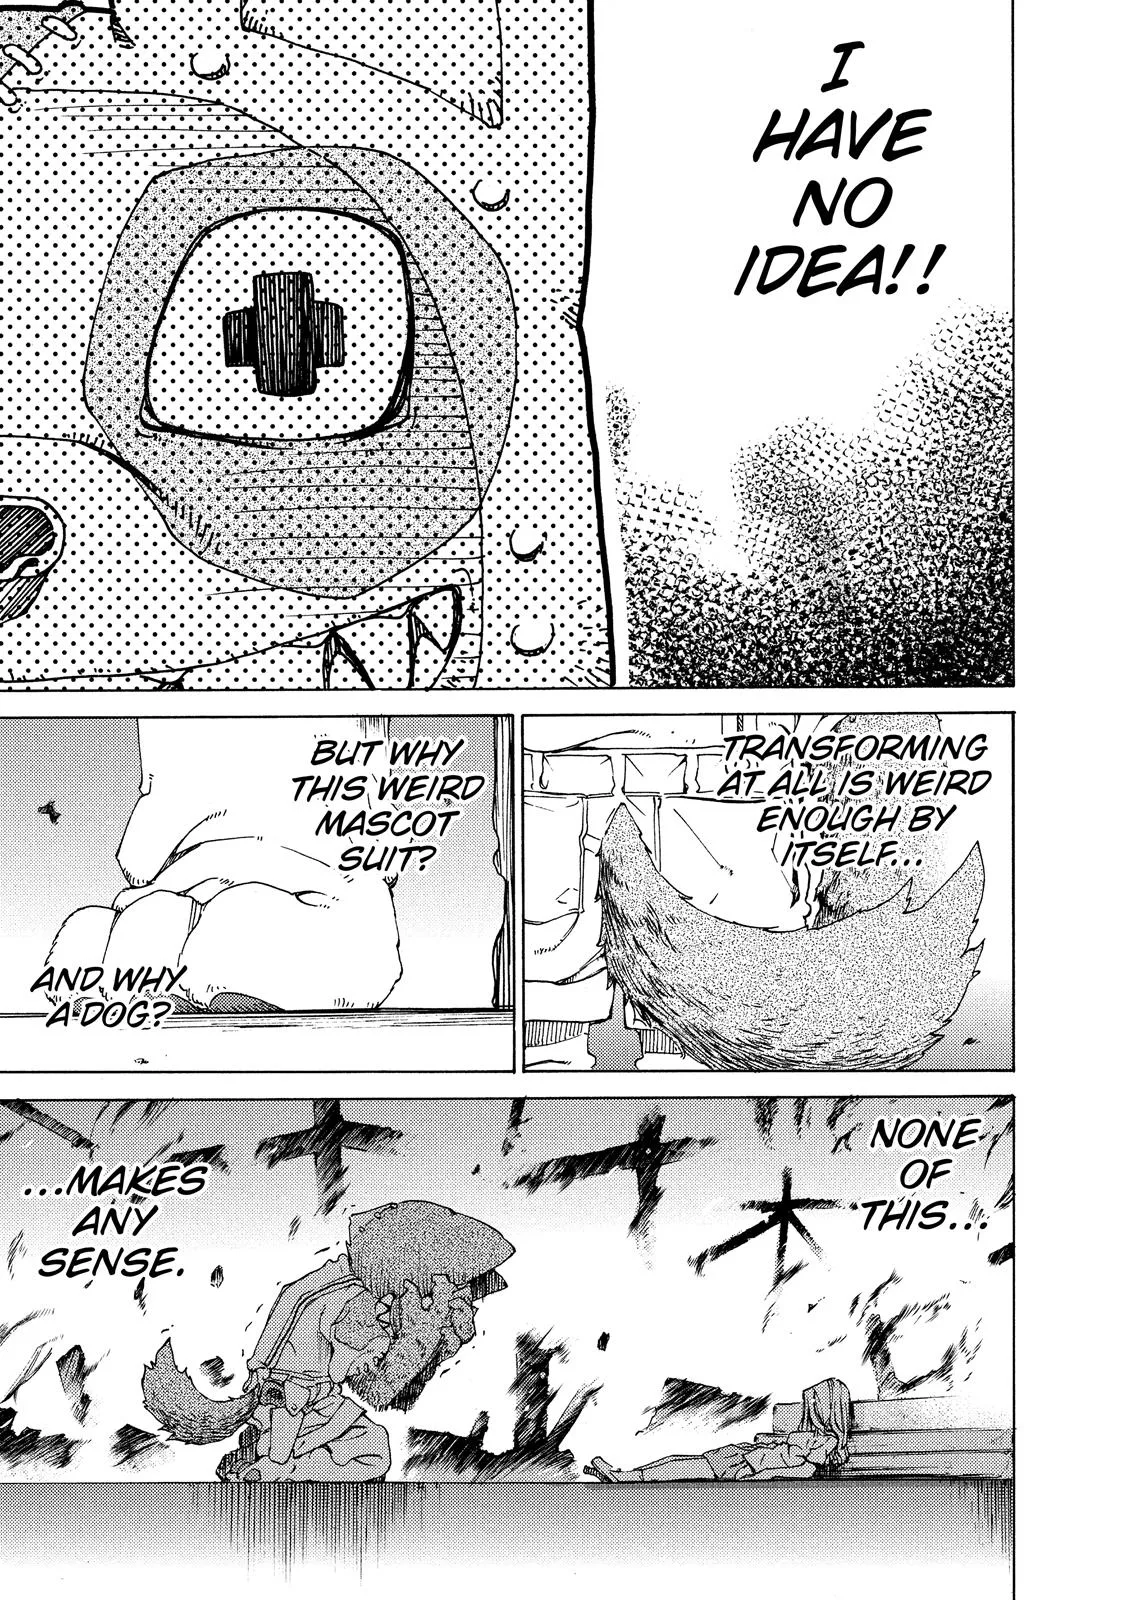 I
HAVE
NO
IDEA!!
TRANSFORMING
AT ALL IS WEIRD
ENOUGH BY
ITSELF...
BUT WHY
THIS WEIRD
MASCOT
SUIT?
AND WHY
A DOG?
NONE
OF
THIS...
...MAKES
ANY
SENSE.